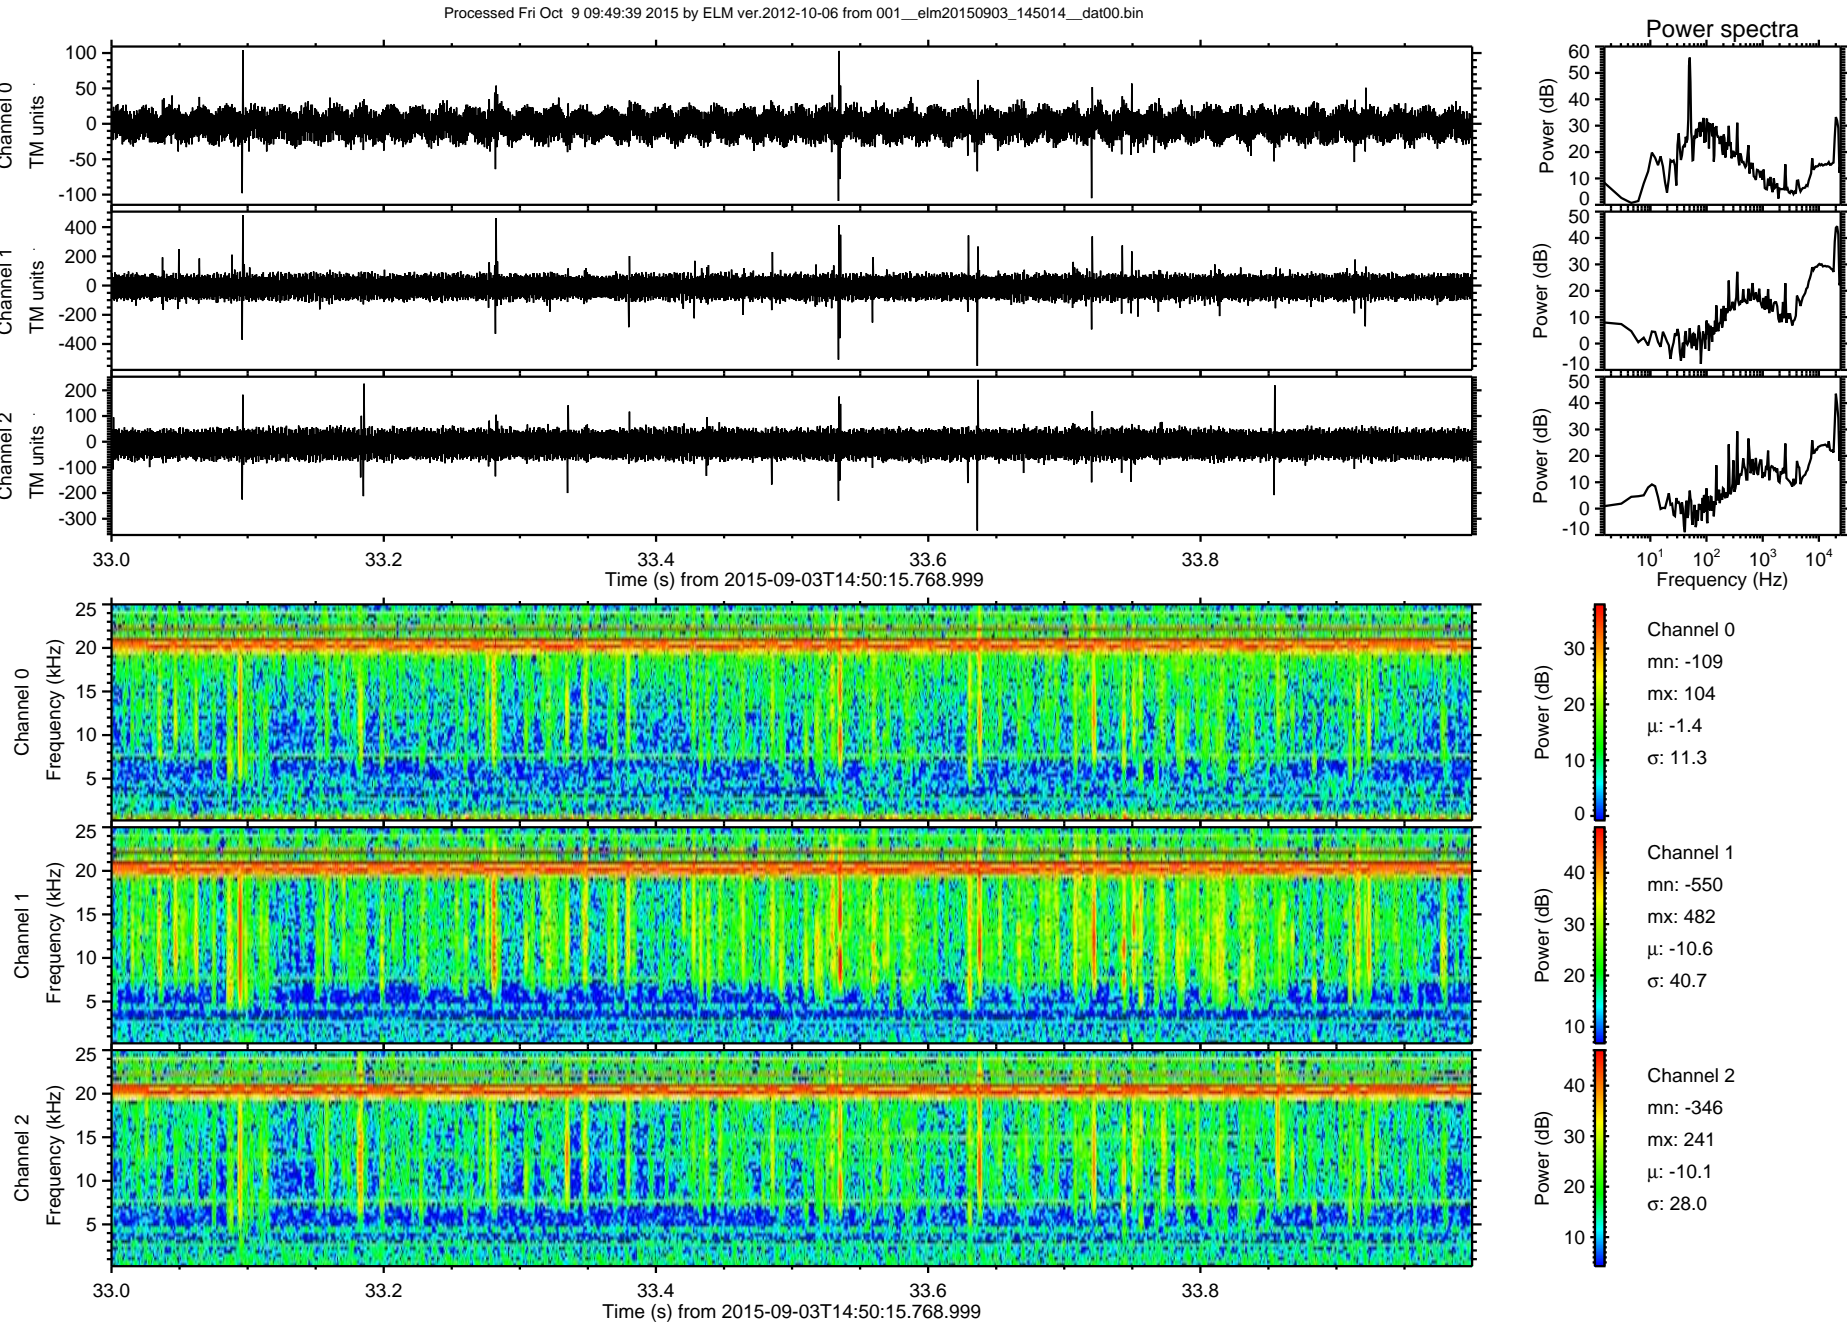 Processed Fri Oct 9 09:49:39 2015 by ELM ver.2012-10-06 from 001__elm20150903_145014__dat00.bin
Power spectra
Channel 0
TM units
100
50
0
-50
-100
Power (dB)
60
50
40
30
20
10
0
Channel 1
TM units
400
200
0
-200
-400
Power (dB)
50
40
30
20
10
0
-10
Channel 2
TM units
200
100
0
-100
-200
-300
Power (dB)
50
40
30
20
10
0
-10
33.0 33.2 33.4 33.6 33.8
Time (s) from 2015-09-03T14:50:15.768.999
10¹ 10² 10³ 10⁴
Frequency (Hz)
Channel 0
Frequency (kHz)
25
20
15
10
5
Power (dB)
30
20
10
0
Channel 0
mn: -109
mx: 104
μ: -1.4
σ: 11.3
Channel 1
Frequency (kHz)
25
20
15
10
5
Power (dB)
40
30
20
10
Channel 1
mn: -550
mx: 482
μ: -10.6
σ: 40.7
Channel 2
Frequency (kHz)
25
20
15
10
5
Power (dB)
40
30
20
10
Channel 2
mn: -346
mx: 241
μ: -10.1
σ: 28.0
33.0 33.2 33.4 33.6 33.8
Time (s) from 2015-09-03T14:50:15.768.999